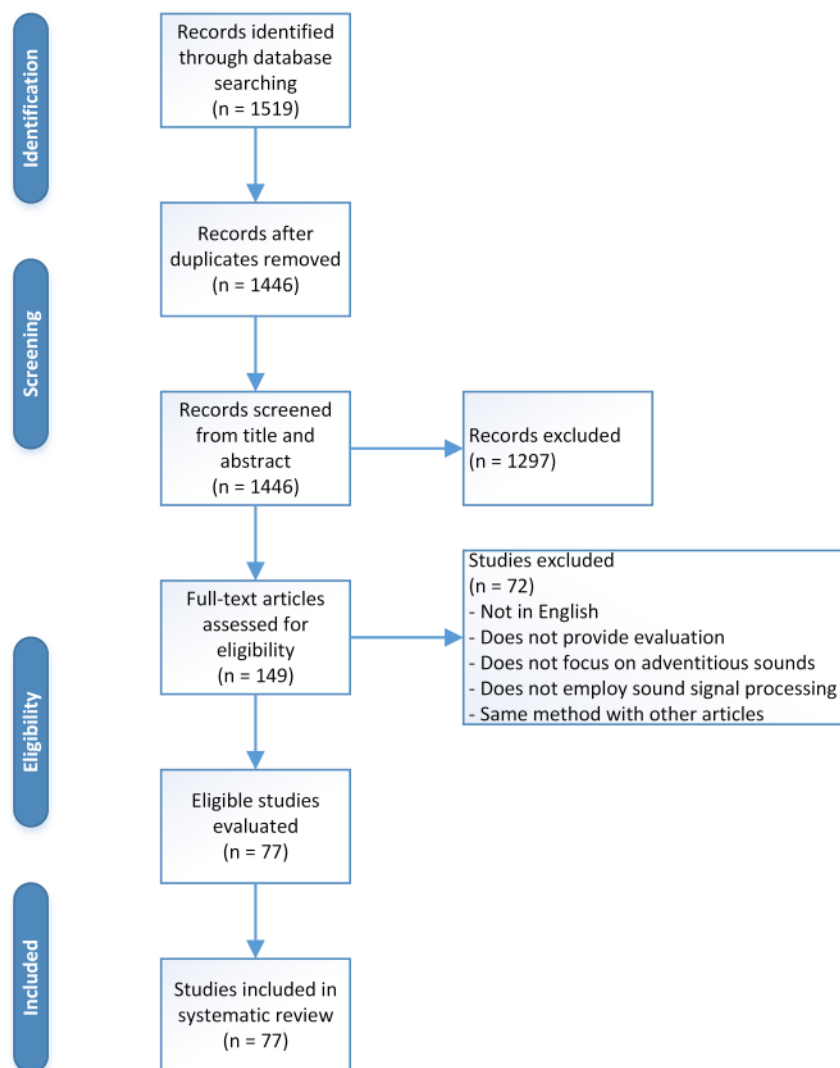 Identification
Records identified
through database
searching
(n = 1519)
Records after
duplicates removed
(n = 1446)
Screening
Records screened
from title and
abstract
(n = 1446)
Records excluded
(n = 1297)
Eligibility
Full-text articles
assessed for
eligibility
(n = 149)
Studies excluded
(n = 72)
- Not in English
- Does not provide evaluation
- Does not focus on adventitious sounds
- Does not employ sound signal processing
- Same method with other articles
Eligible studies
evaluated
(n = 77)
Included
Studies included in
systematic review
(n = 77)